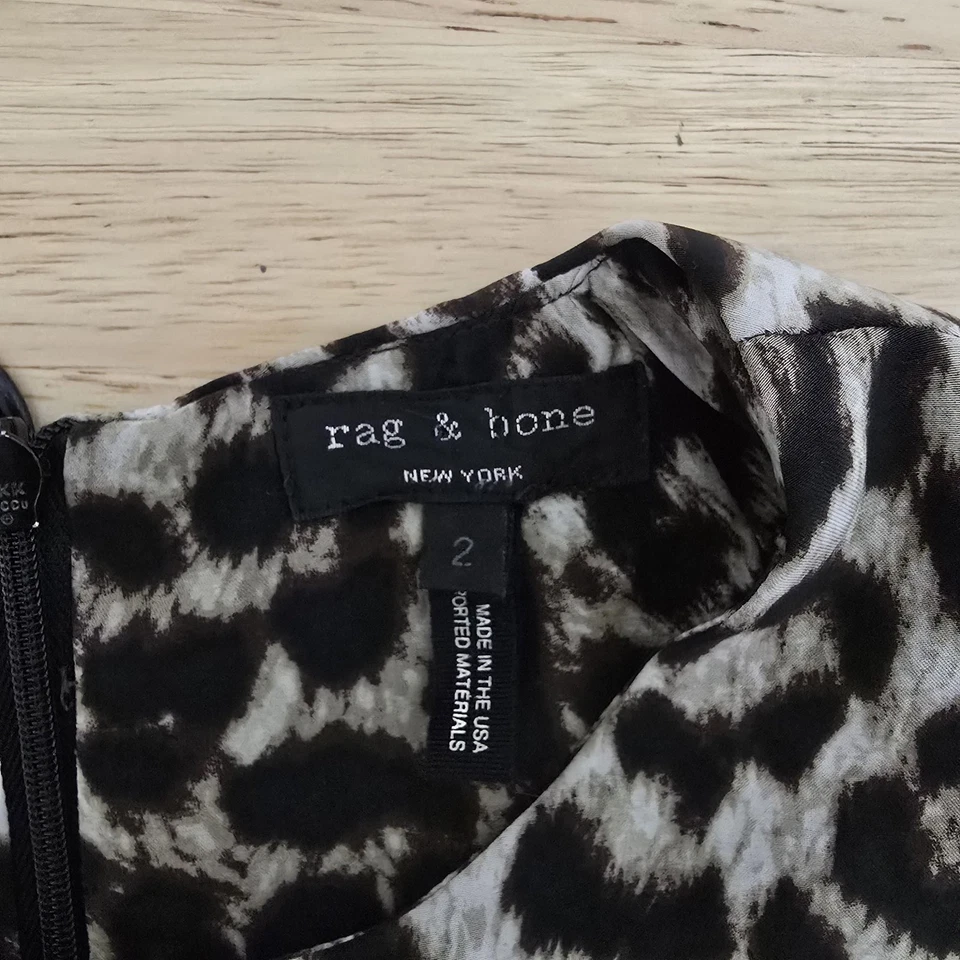 rag & bone
NEW YORK
2
MADE IN THE USA
PORTED MATERIALS